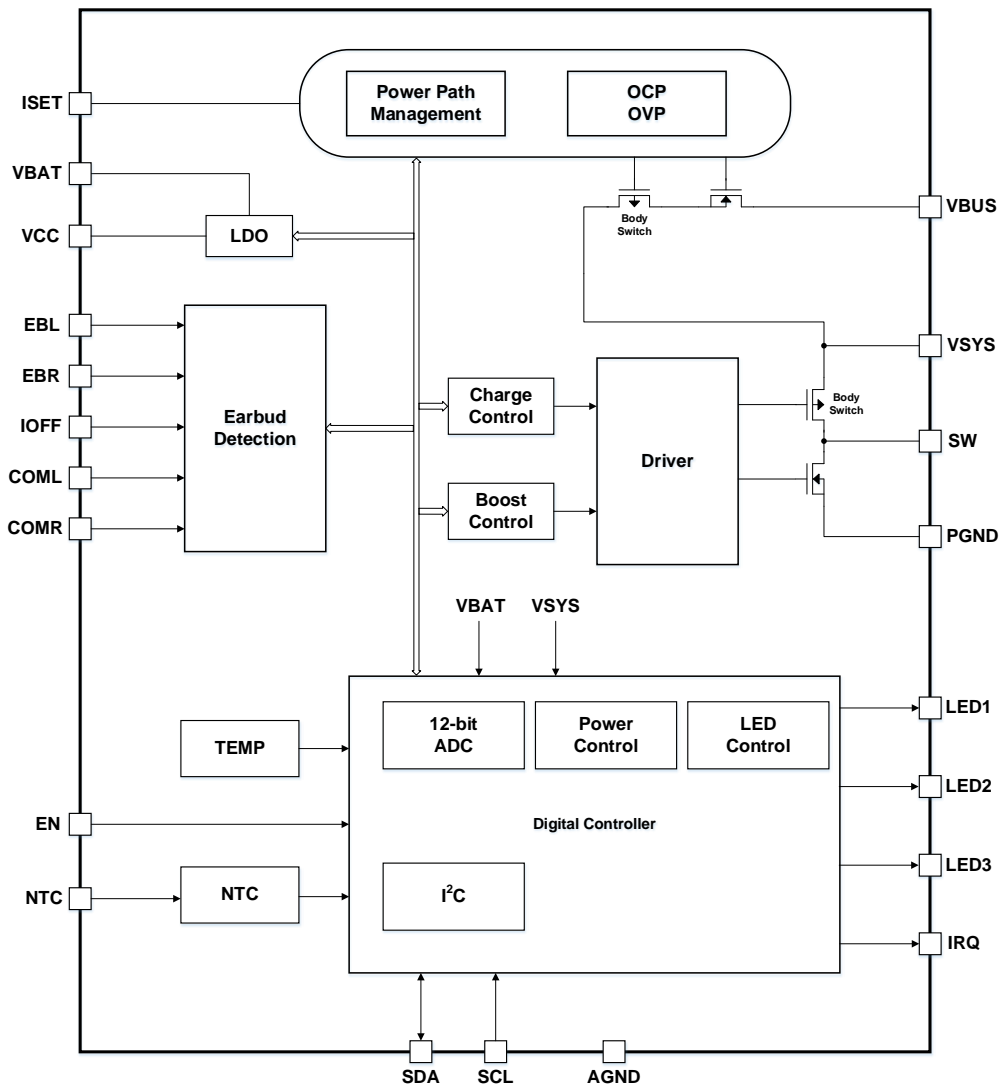 Power Path
Management
OCP
OVP
ISET
VBAT
VCC
LDO
Body
Switch
VBUS
EBL
EBR
IOFF
COML
COMR
Earbud
Detection
Charge
Control
Boost
Control
Driver
VSYS
Body
Switch
SW
PGND
VBAT
VSYS
12-bit
ADC
Power
Control
LED
Control
TEMP
Digital Controller
EN
NTC
NTC
I²C
LED1
LED2
LED3
IRQ
SDA
SCL
AGND